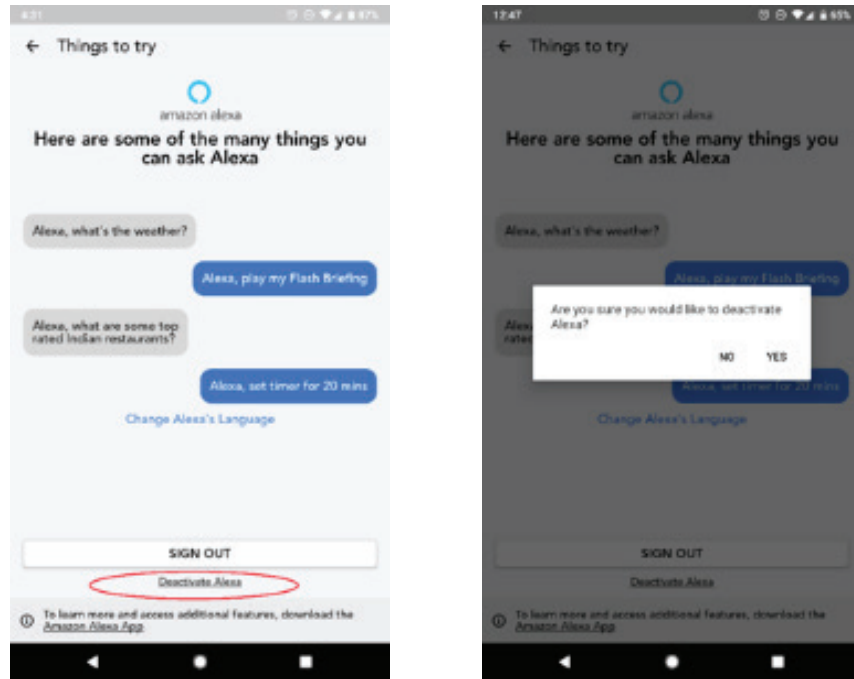 4:31
97%
Things to try
amazon alexa
Here are some of the many things you
can ask Alexa
Alexa, what's the weather?
Alexa, play my Flash Briefing
Alexa, what are some top
rated Indian restaurants?
Alexa, set timer for 20 mins
Change Alexa's Language
SIGN OUT
Deactivate Alexa
To learn more and access additional features, download the
Amazon Alexa App
12:47
65%
Things to try
amazon alexa
Here are some of the many things you
can ask Alexa
Alexa, what's the weather?
Alexa, play my Flash Briefing
Are you sure you would like to deactivate
Alexa?
NO YES
Alexa, set timer for 20 mins
Change Alexa's Language
SIGN OUT
Deactivate Alexa
To learn more and access additional features, download the
Amazon Alexa App